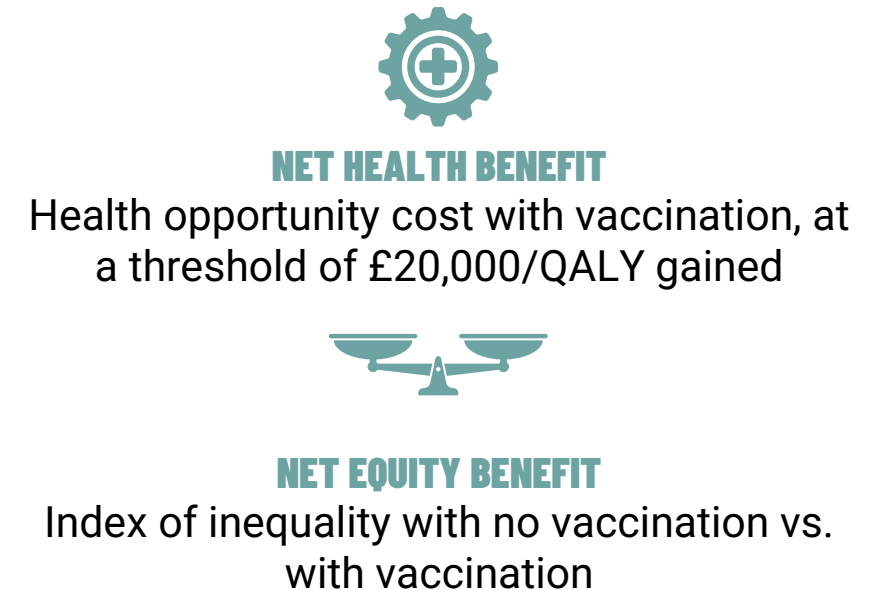 NET HEALTH BENEFIT
Health opportunity cost with vaccination, at
a threshold of £20,000/QALY gained
NET EQUITY BENEFIT
Index of inequality with no vaccination vs.
with vaccination